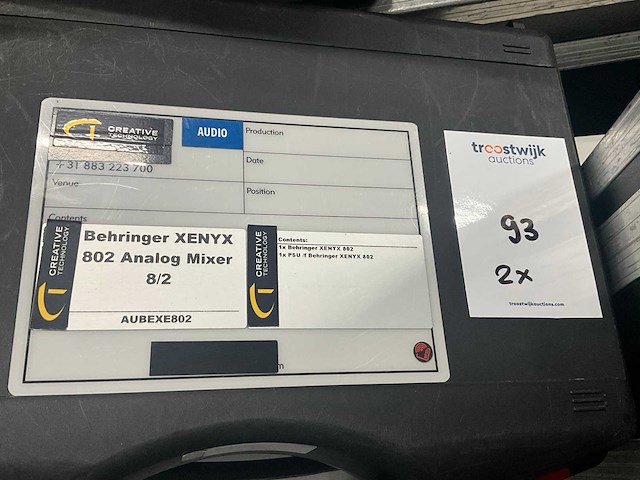 CREATIVE
TECHNOLOGY
AUDIO
Production
+31 883 223 700
Date
Venue
Position
Contents
CREATIVE
TECHNOLOGY
Behringer XENYX
802 Analog Mixer
8/2
AUBEXE802
CREATIVE
TECHNOLOGY
Contents:
1x Behringer XENYX 802
1x PSU f Behringer XENYX 802
troostwijk
auctions
93
2x
troostwijkauctions.com